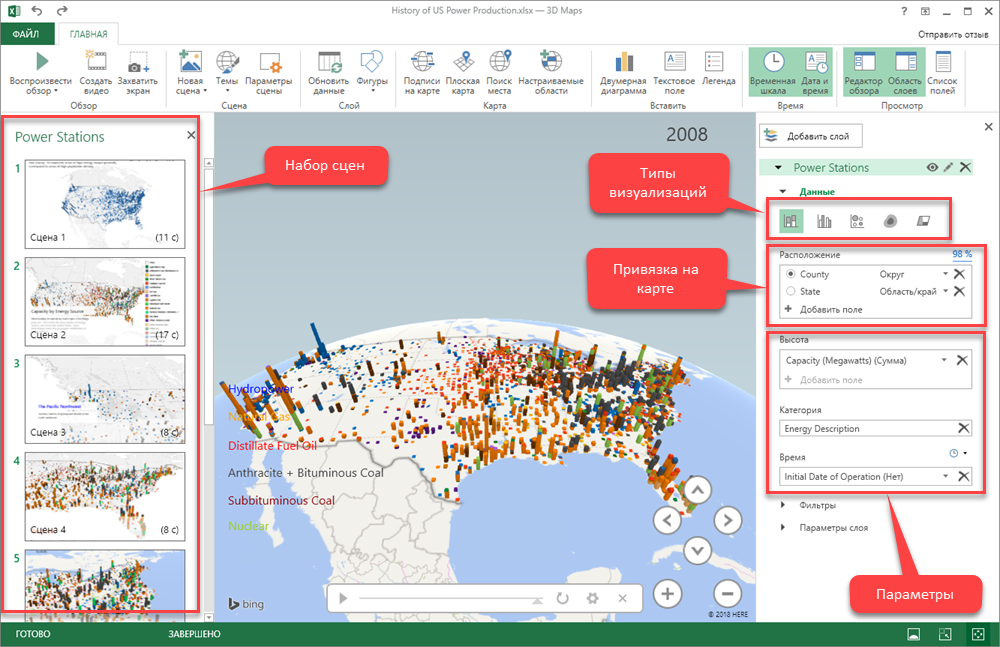 History of US Power Production.xlsx — 3D Maps
ФАЙЛ
ГЛАВНАЯ
Отправить отзыв
Воспроизвести
обзор
Создать
видео
Захватить
экран
Обзор
Новая
сцена
Темы
Параметры
сцены
Сцена
Обновить
данные
Фигуры
Слой
Подписи
на карте
Плоская
карта
Поиск
места
Настраиваемые
области
Карта
Двумерная
диаграмма
Текстовое
поле
Легенда
Вставить
Временная
шкала
Дата и
время
Время
Редактор
обзора
Область
слоев
Список
полей
Просмотр
Power Stations
1
Сцена 1 (11 с)
2
Capacity by Energy Source
Сцена 2 (17 с)
3
The Pacific Northwest
Сцена 3 (8 с)
4
Сцена 4 (8 с)
5
Набор сцен
2008
Типы
визуализаций
Привязка на
карте
Hydropower
Natural Gas
Distillate Fuel Oil
Anthracite + Bituminous Coal
Subbituminous Coal
Nuclear
bing
© 2018 HERE
Добавить слой
Power Stations
Данные
Расположение 98 %
County Округ
State Область/край
Добавить поле
Высота
Capacity (Megawatts) (Сумма)
Добавить поле
Категория
Energy Description
Время
Initial Date of Operation (Нет)
Фильтры
Параметры слоя
Параметры
ГОТОВО ЗАВЕРШЕНО